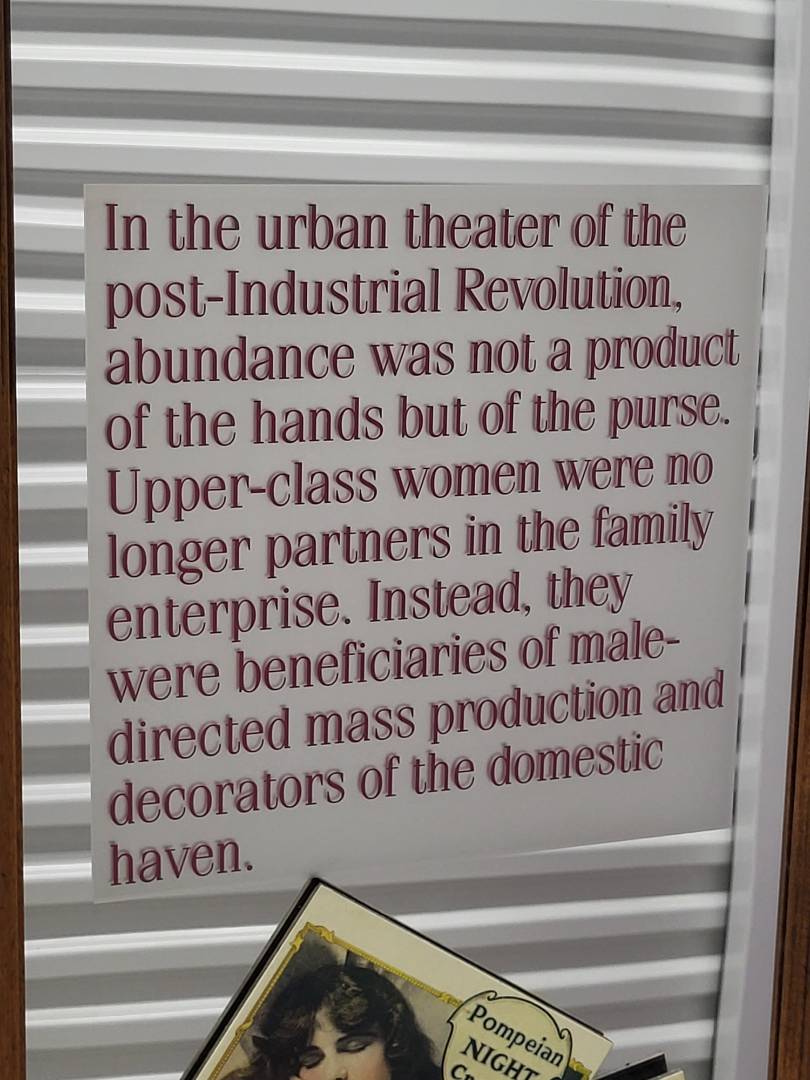 In the urban theater of the
post-Industrial Revolution,
abundance was not a product
of the hands but of the purse.
Upper-class women were no
longer partners in the family
enterprise. Instead, they
were beneficiaries of male-
directed mass production and
decorators of the domestic
haven.
Pompeian
NIGHT